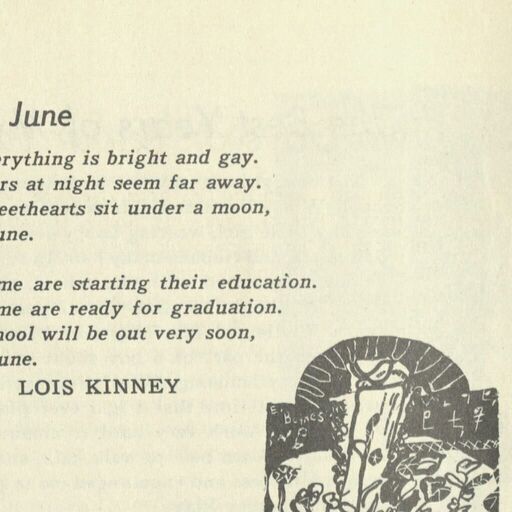 June
erything is bright and gay.
rs at night seem far away.
eethearts sit under a moon,
une.
me are starting their education.
me are ready for graduation.
hool will be out very soon,
une.
LOIS KINNEY